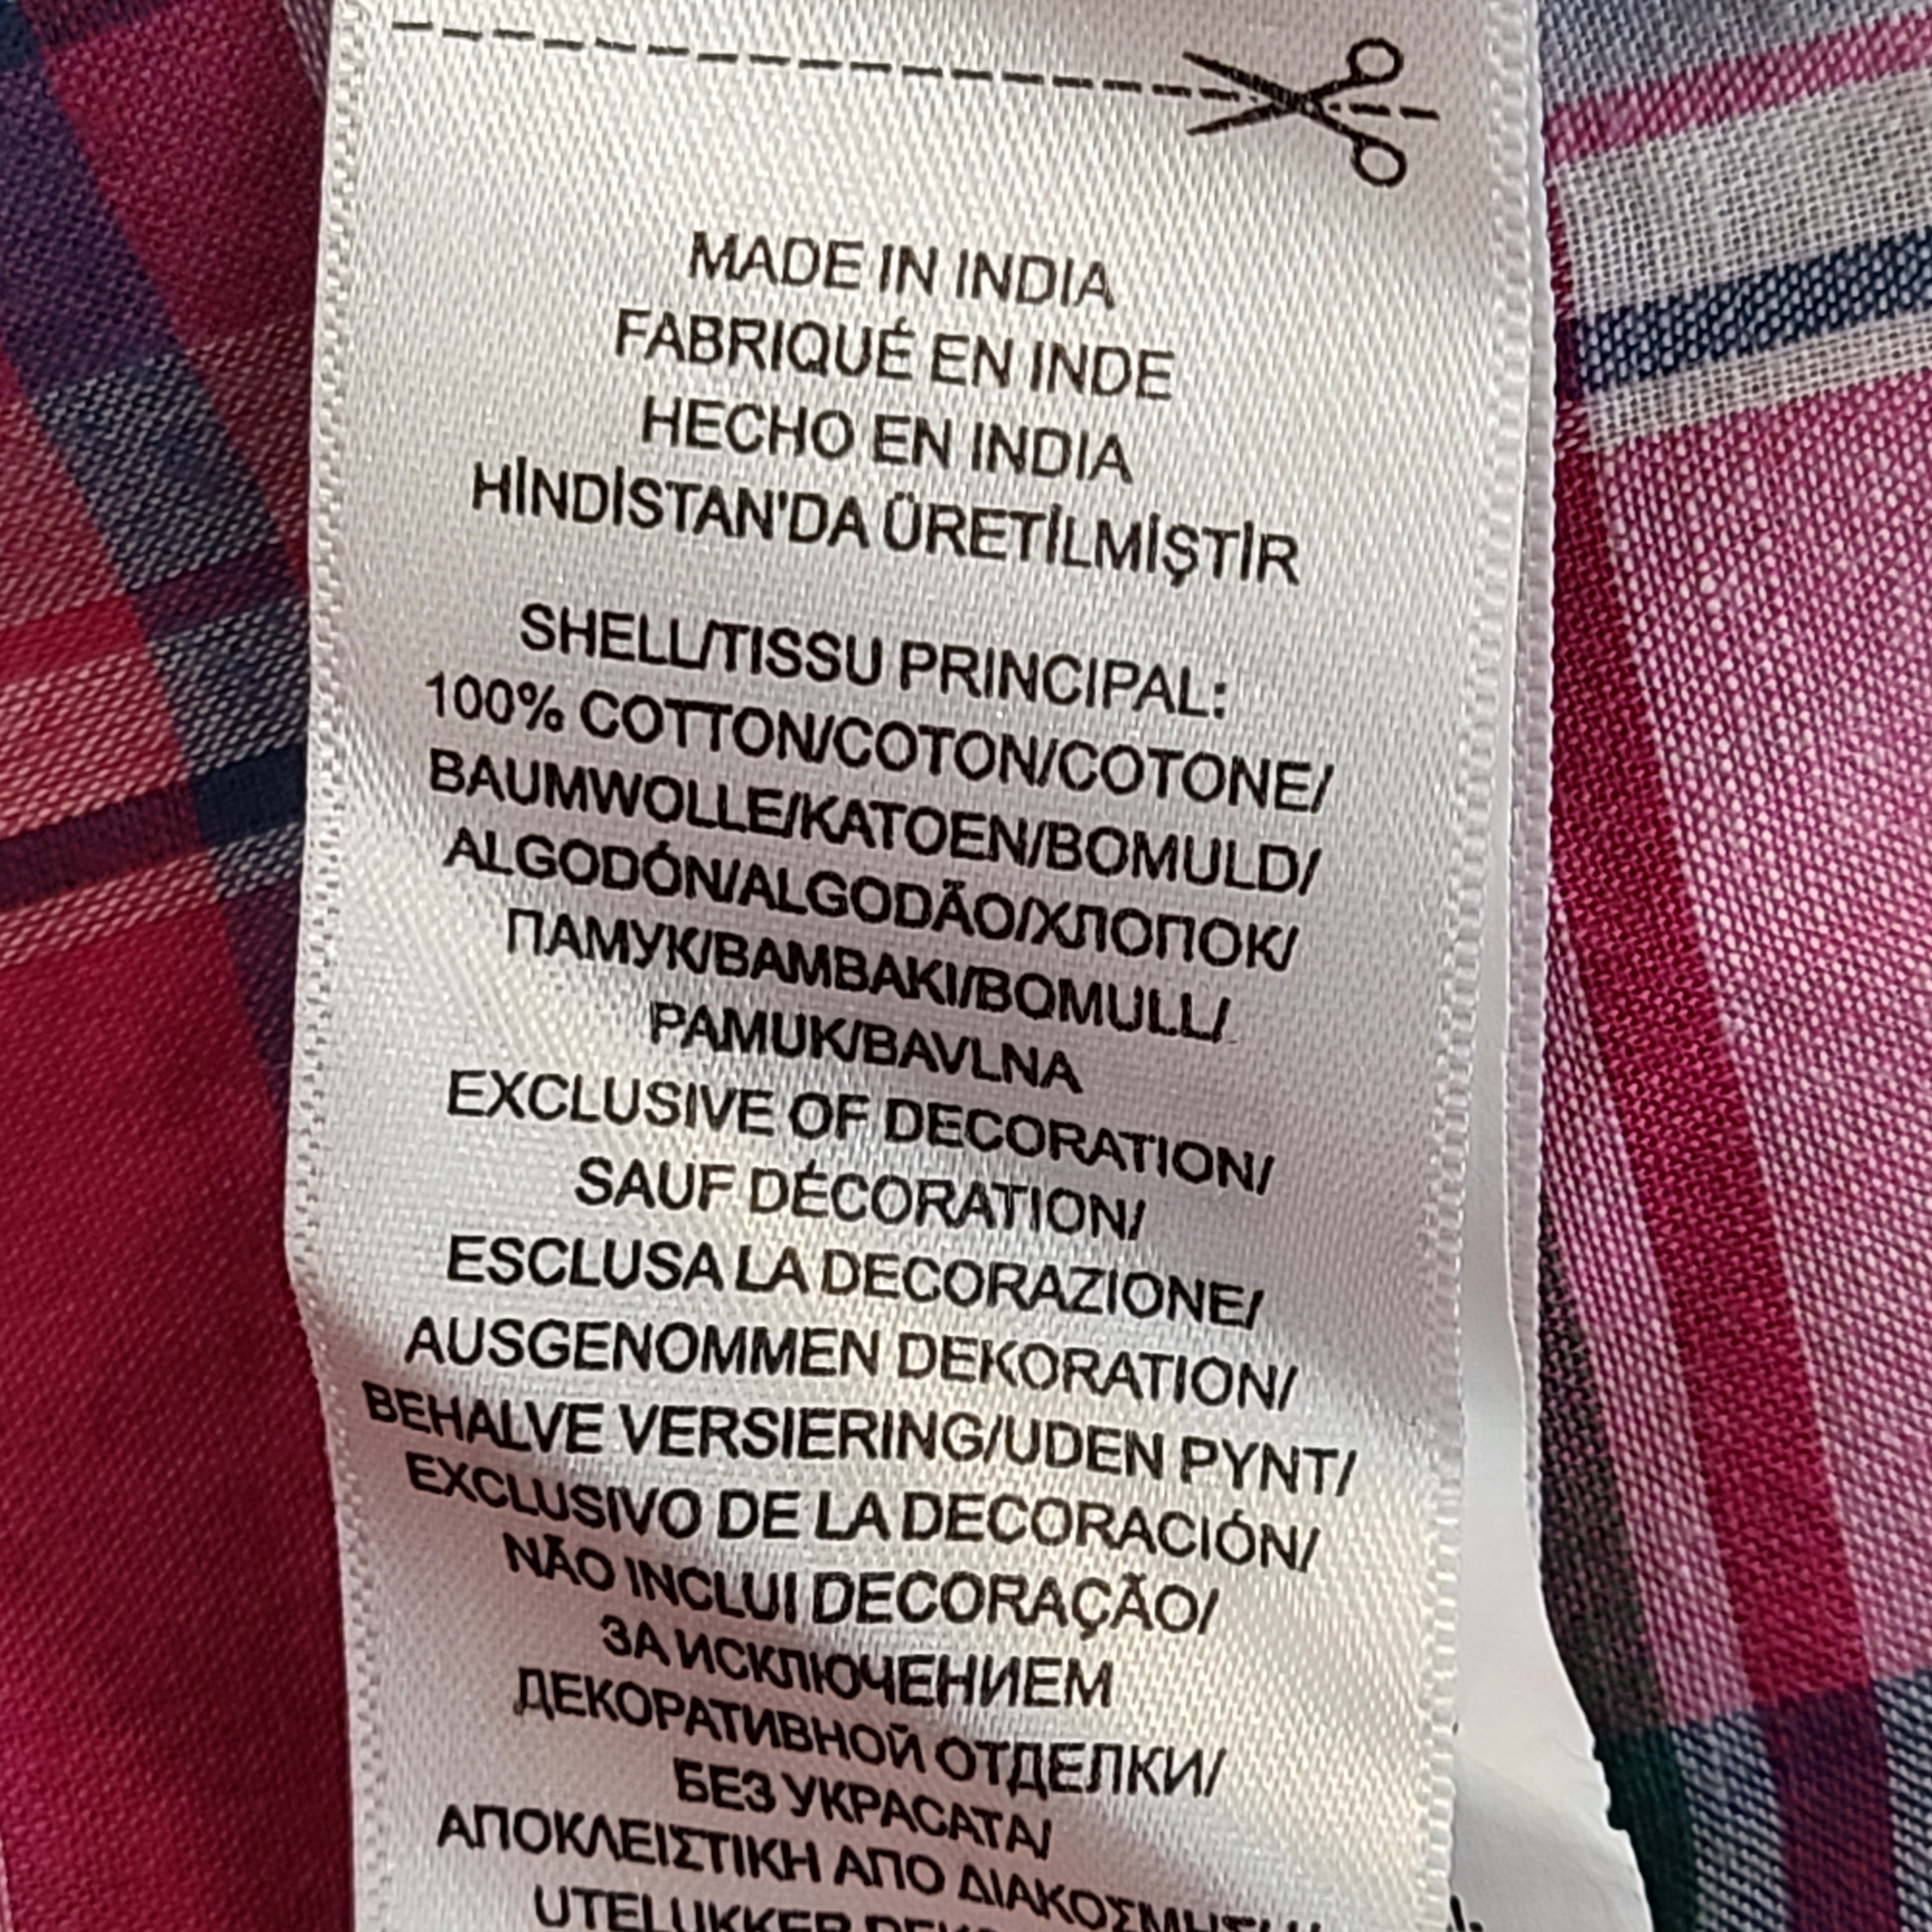 MADE IN INDIA
FABRIQUÉ EN INDE
HECHO EN INDIA
HİNDİSTAN'DA ÜRETİLMİŞTİR
SHELL/TISSU PRINCIPAL:
100% COTTON/COTON/COTONE/
BAUMWOLLE/KATOEN/BOMULD/
ALGODÓN/ALGODÃO/ХЛОПОК/
ПАМУК/ΒΑΜΒΑΚΙ/BOMULL/
PAMUK/BAVLNA
EXCLUSIVE OF DECORATION/
SAUF DÉCORATION/
ESCLUSA LA DECORAZIONE/
AUSGENOMMEN DEKORATION/
BEHALVE VERSIERING/UDEN PYNT/
EXCLUSIVO DE LA DECORACIÓN/
NÃO INCLUI DECORAÇÃO/
ЗА ИСКЛЮЧЕНИЕМ
ДЕКОРАТИВНОЙ ОТДЕЛКИ/
БЕЗ УКРАСАТА/
ΑΠΟΚΛΕΙΣΤΙΚΗ ΑΠΟ
UTELUKKER